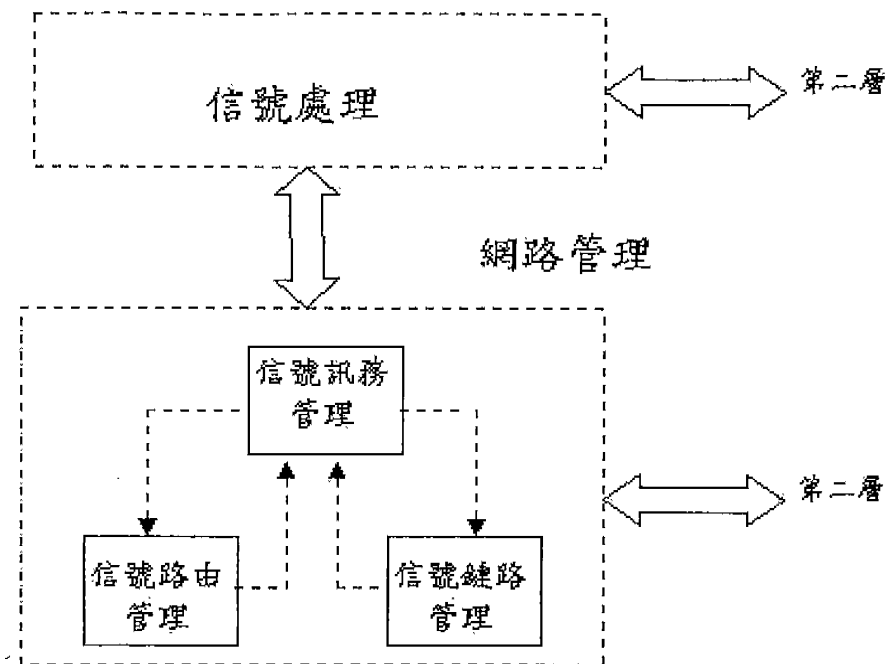 信號處理
第二層
網路管理
信號訊務
管理
第二層
信號路由
管理
信號鏈路
管理